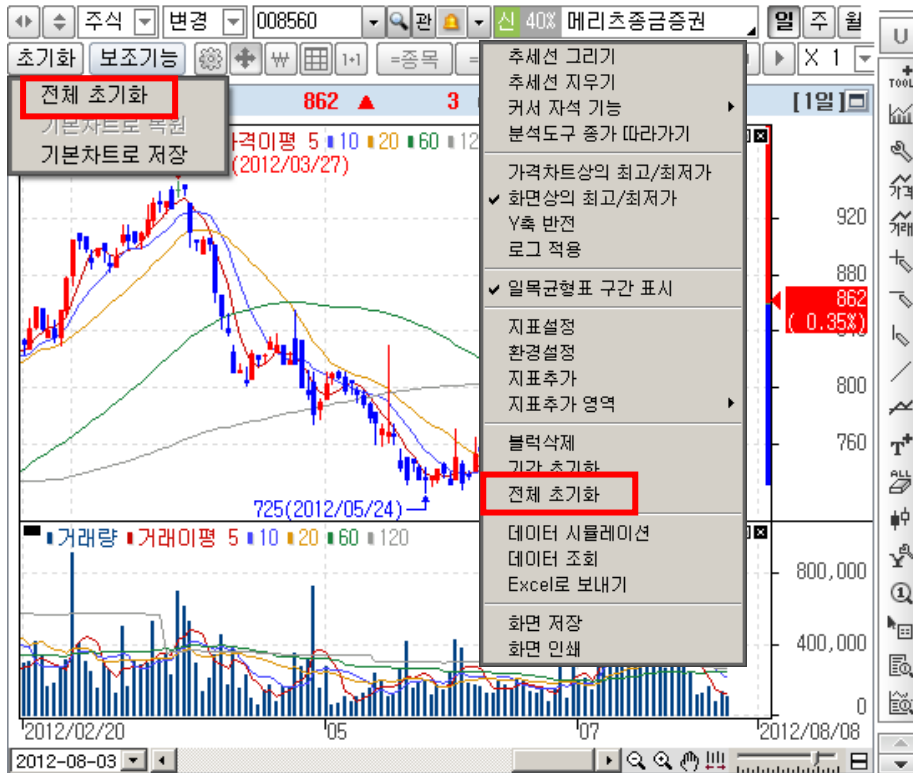 주식 변경 008560 관 신 40% 메리츠종금증권 일 주 월
초기화 보조기능 ₩ 1·1 =종목 X 1
전체 초기화
기본차트로 복원
기본차트로 저장
862 ▲ 3 [1일]
가격이평 5 10 20 60 12
(2012/03/27)
추세선 그리기
추세선 지우기
커서 자석 기능
분석도구 종가 따라가기
가격차트상의 최고/최저가
✔ 화면상의 최고/최저가
Y축 반전
로그 적용
✔ 일목균형표 구간 표시
지표설정
환경설정
지표추가
지표추가 영역
블럭삭제
기간 초기화
전체 초기화
데이터 시뮬레이션
데이터 조회
Excel로 보내기
화면 저장
화면 인쇄
920
880
862
( 0.35%)
800
760
725(2012/05/24)
거래량 거래이평 5 10 20 60 120
800,000
400,000
0
2012/02/20 '05 '07 2012/08/08
2012-08-03
U
TOOL
가격
거래
T
ALL